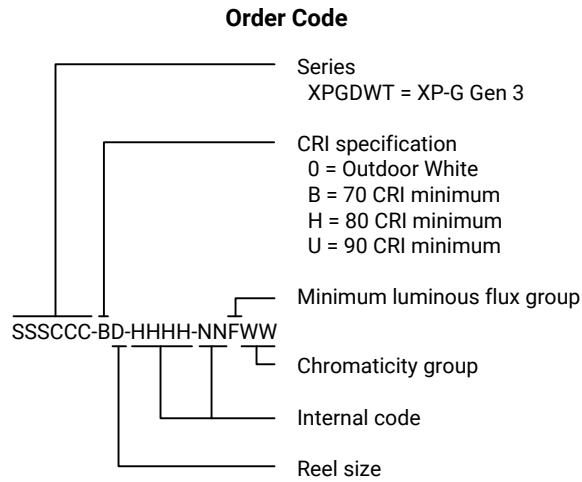 Order Code
Series
XPGDWT = XP-G Gen 3
CRI specification
0 = Outdoor White
B = 70 CRI minimum
H = 80 CRI minimum
U = 90 CRI minimum
Minimum luminous flux group
SSSCCC-BD-HHHH-NNFWW
Chromaticity group
Internal code
Reel size